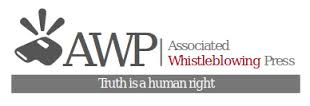 AWP | Associated
Whistleblowing Press
Truth is a human right